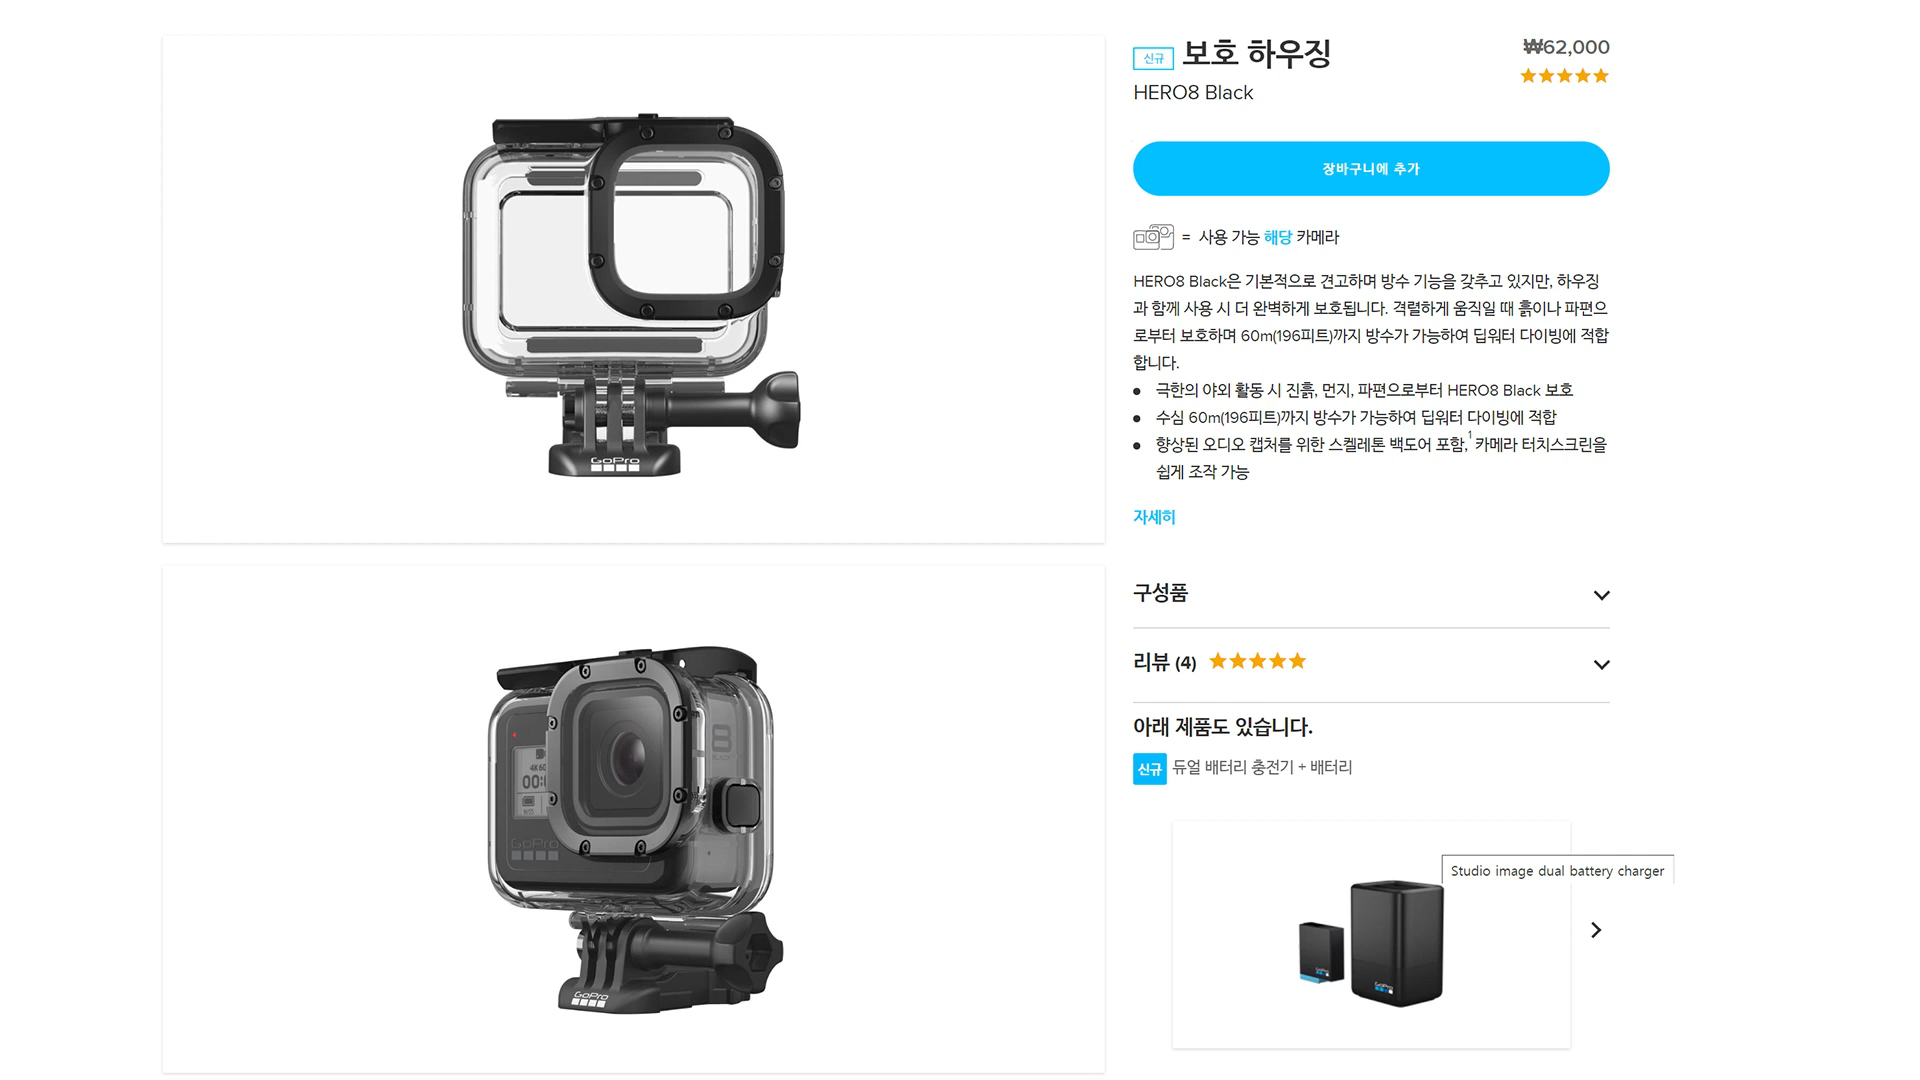 신규 보호 하우징
₩62,000
HERO8 Black
장바구니에 추가
= 사용 가능 해당 카메라
HERO8 Black은 기본적으로 견고하며 방수 기능을 갖추고 있지만, 하우징
과 함께 사용 시 더 완벽하게 보호됩니다. 격렬하게 움직일 때 흙이나 파편으
로부터 보호하며 60m(196피트)까지 방수가 가능하여 딥워터 다이빙에 적합
합니다.
● 극한의 야외 활동 시 진흙, 먼지, 파편으로부터 HERO8 Black 보호
● 수심 60m(196피트)까지 방수가 가능하여 딥워터 다이빙에 적합
● 향상된 오디오 캡처를 위한 스켈레톤 백도어 포함,¹ 카메라 터치스크린을
쉽게 조작 가능
자세히
구성품
리뷰 (4)
아래 제품도 있습니다.
신규 듀얼 배터리 충전기 + 배터리
Studio image dual battery charger
GoPro
8
4K 60
00:
GoPro
GoPro
GoPro
GoPro